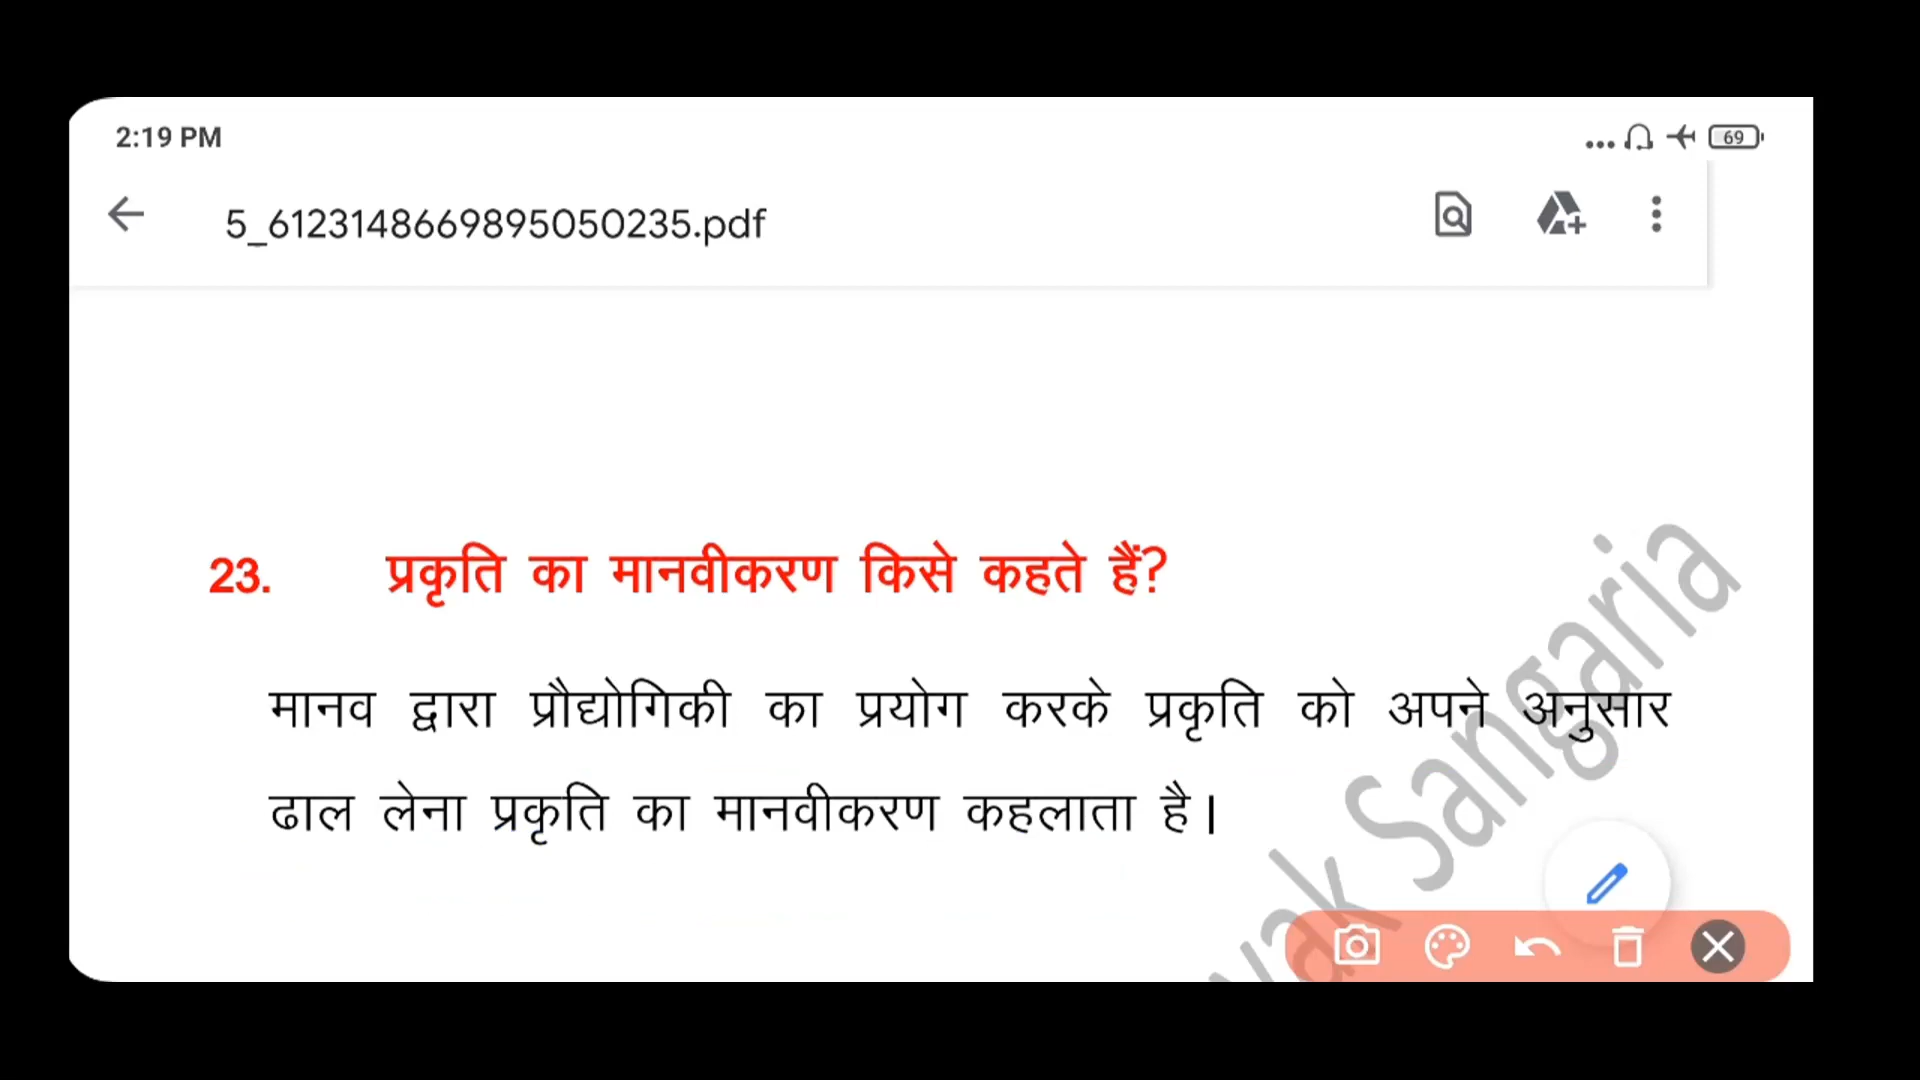 2:19 PM
69
5_6123148669895050235.pdf
23. प्रकृति का मानवीकरण किसे कहते हैं?
मानव द्वारा प्रौद्योगिकी का प्रयोग करके प्रकृति को अपने अनुसार
ढाल लेना प्रकृति का मानवीकरण कहलाता है।
Sangaria